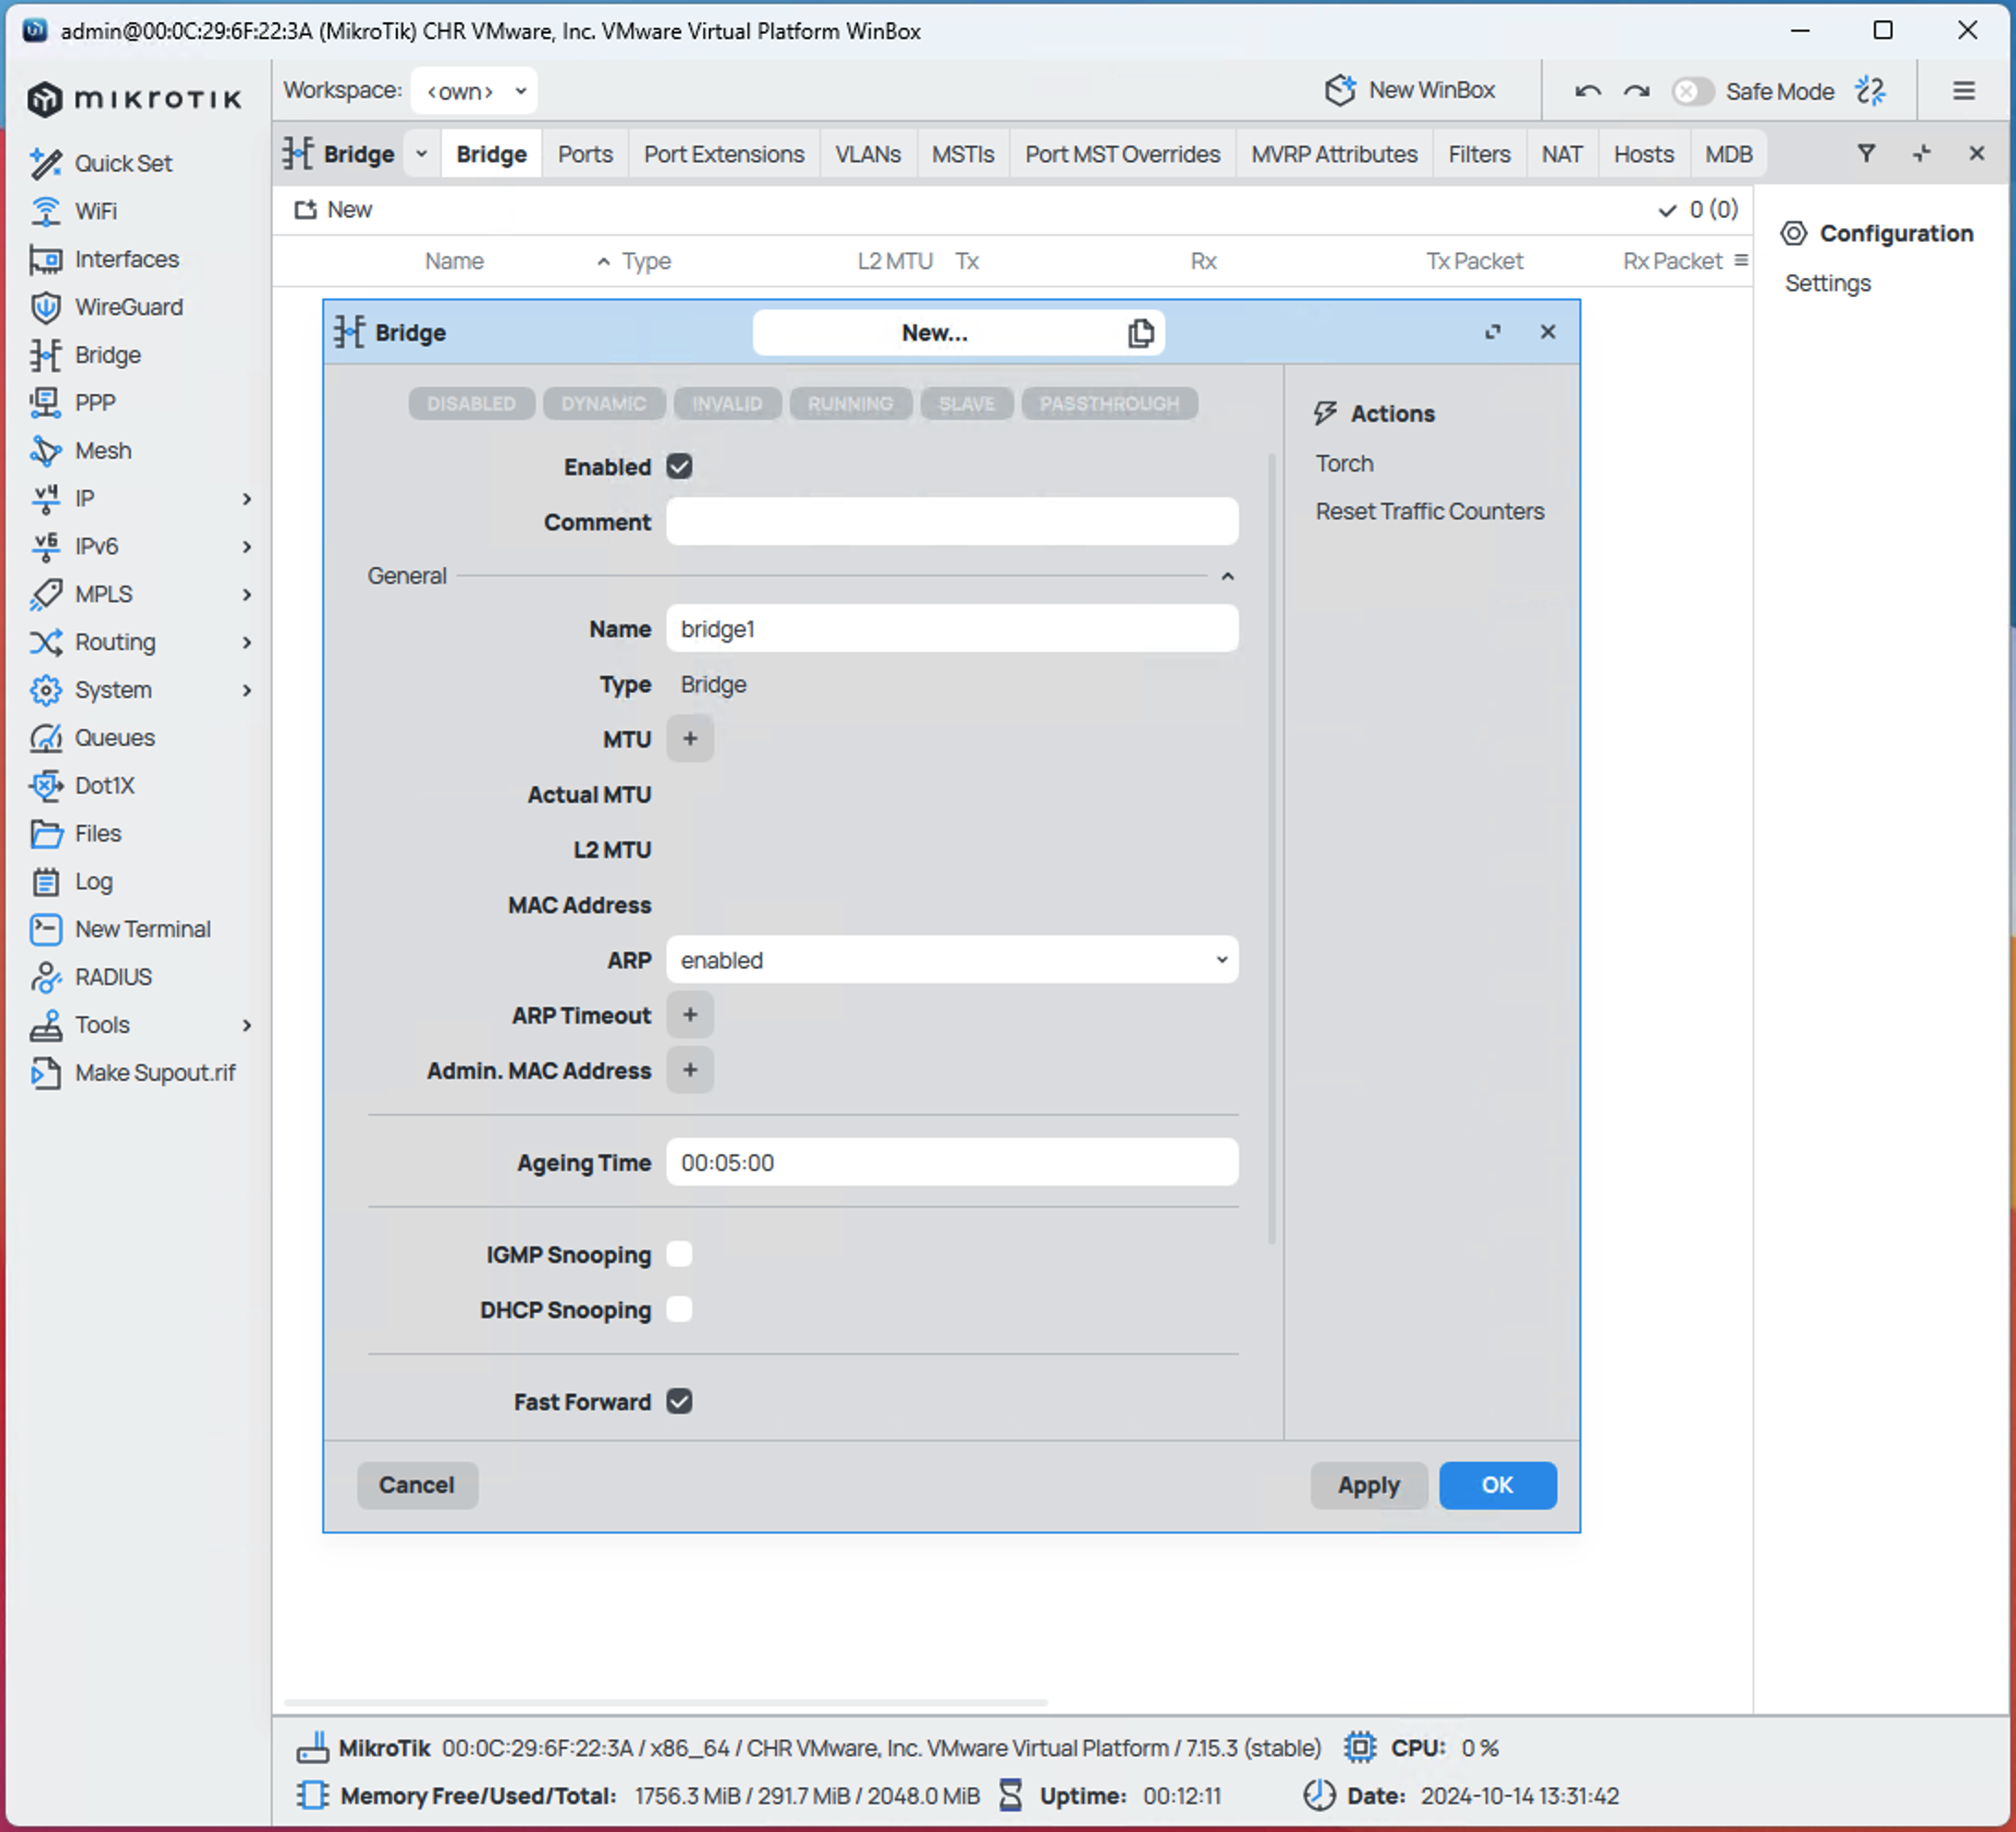 admin@00:0C:29:6F:22:3A (MikroTik) CHR VMware, Inc. VMware Virtual Platform WinBox
mikroTik
Workspace: <own> New WinBox Safe Mode
Bridge Bridge Ports Port Extensions VLANs MSTIs Port MST Overrides MVRP Attributes Filters NAT Hosts MDB
New 0 (0)
Name Type L2 MTU Tx Rx Tx Packet Rx Packet
Configuration
Settings
Quick Set
WiFi
Interfaces
WireGuard
Bridge
PPP
Mesh
v4 IP
v6 IPv6
MPLS
Routing
System
Queues
Dot1X
Files
Log
New Terminal
RADIUS
Tools
Make Supout.rif
Bridge New...
DISABLED DYNAMIC INVALID RUNNING SLAVE PASSTHROUGH
Enabled
Comment
General
Name bridge1
Type Bridge
MTU +
Actual MTU
L2 MTU
MAC Address
ARP enabled
ARP Timeout +
Admin. MAC Address +
Ageing Time 00:05:00
IGMP Snooping
DHCP Snooping
Fast Forward
Actions
Torch
Reset Traffic Counters
Cancel Apply OK
MikroTik 00:0C:29:6F:22:3A / x86_64 / CHR VMware, Inc. VMware Virtual Platform / 7.15.3 (stable) CPU: 0 %
Memory Free/Used/Total: 1756.3 MiB / 291.7 MiB / 2048.0 MiB Uptime: 00:12:11 Date: 2024-10-14 13:31:42